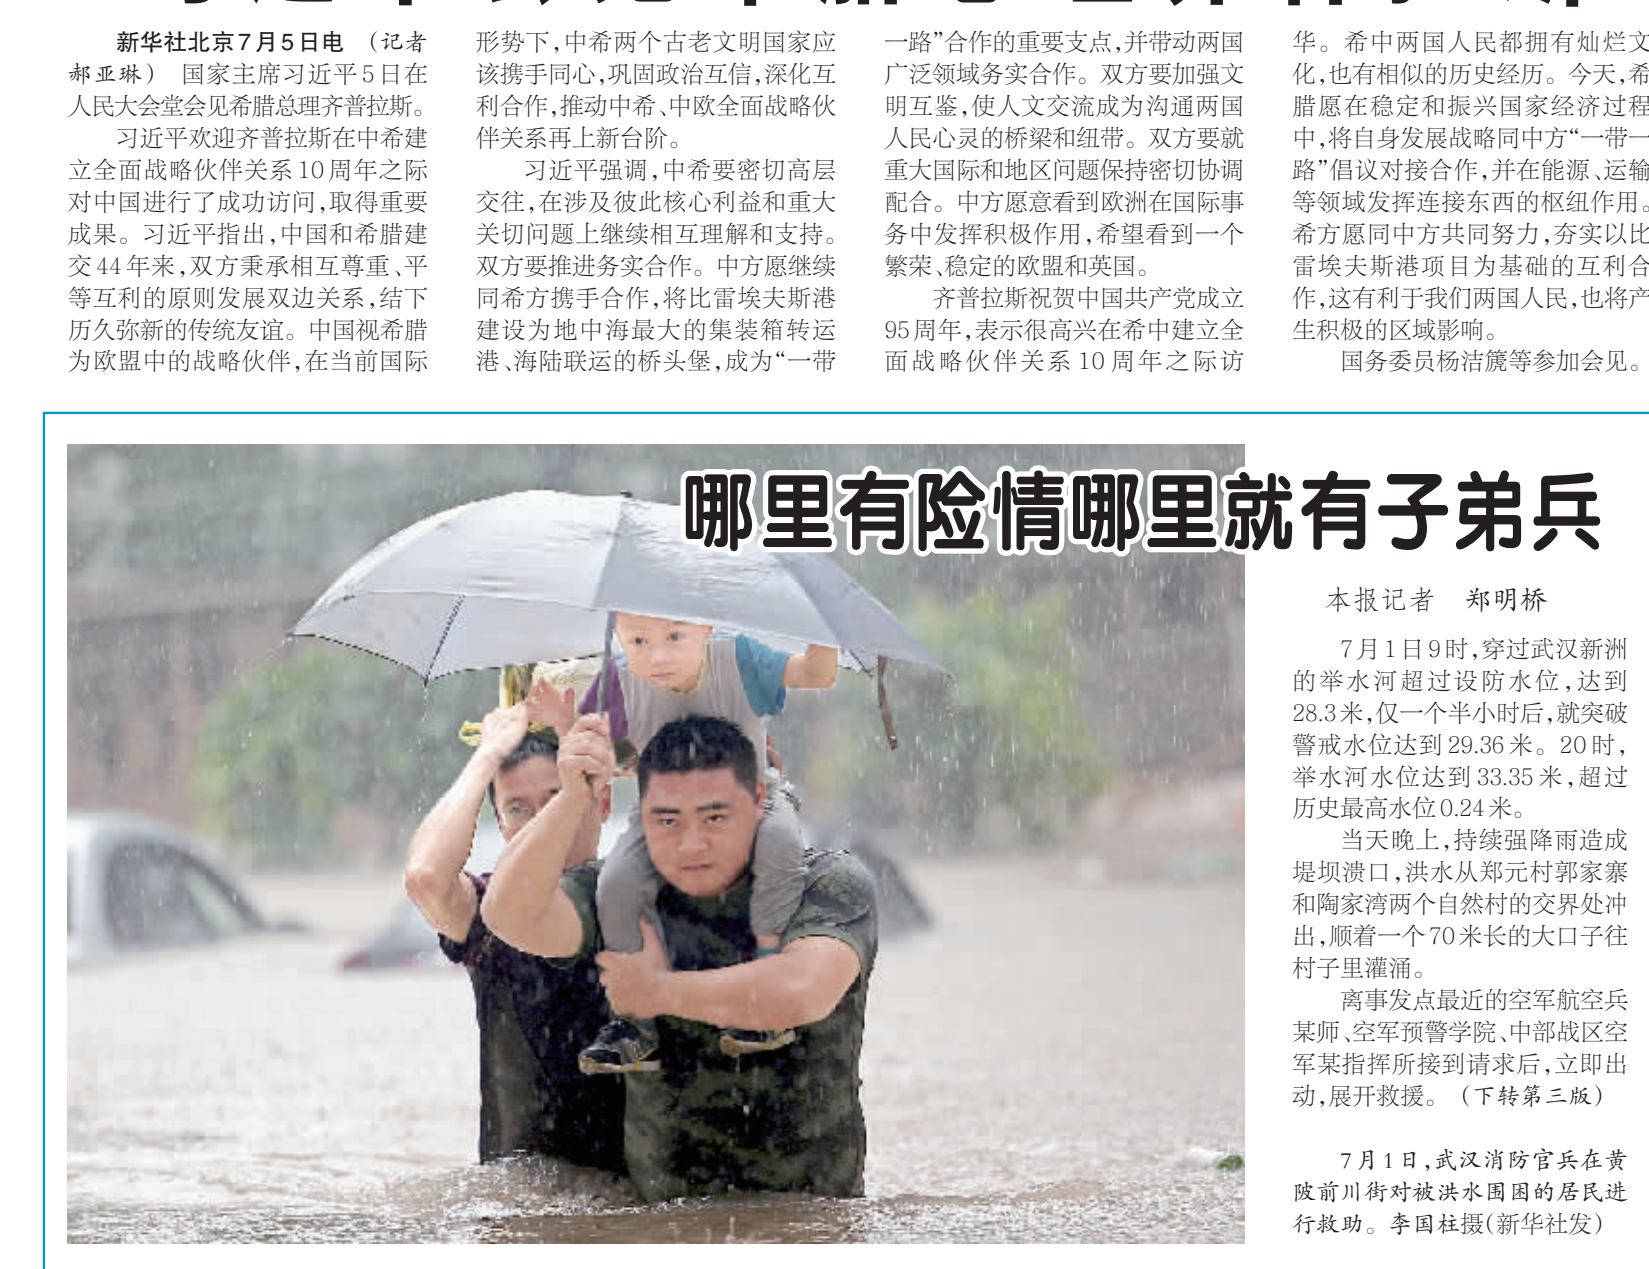 新华社北京7月5日电 （记者
郝亚琳） 国家主席习近平5日在
人民大会堂会见希腊总理齐普拉斯。
习近平欢迎齐普拉斯在中希建
立全面战略伙伴关系10周年之际
对中国进行了成功访问,取得重要
成果。习近平指出,中国和希腊建
交44年来,双方秉承相互尊重、平
等互利的原则发展双边关系,结下
历久弥新的传统友谊。中国视希腊
为欧盟中的战略伙伴,在当前国际
形势下,中希两个古老文明国家应
该携手同心,巩固政治互信,深化互
利合作,推动中希、中欧全面战略伙
伴关系再上新台阶。
习近平强调,中希要密切高层
交往,在涉及彼此核心利益和重大
关切问题上继续相互理解和支持。
双方要推进务实合作。中方愿继续
同希方携手合作,将比雷埃夫斯港
建设为地中海最大的集装箱转运
港、海陆联运的桥头堡,成为“一带
一路”合作的重要支点,并带动两国
广泛领域务实合作。双方要加强文
明互鉴,使人文交流成为沟通两国
人民心灵的桥梁和纽带。双方要就
重大国际和地区问题保持密切协调
配合。中方愿意看到欧洲在国际事
务中发挥积极作用,希望看到一个
繁荣、稳定的欧盟和英国。
齐普拉斯祝贺中国共产党成立
95周年,表示很高兴在希中建立全
面战略伙伴关系10周年之际访
华。希中两国人民都拥有灿烂文
化,也有相似的历史经历。今天,希
腊愿在稳定和振兴国家经济过程
中,将自身发展战略同中方“一带一
路”倡议对接合作,并在能源、运输
等领域发挥连接东西的枢纽作用。
希方愿同中方共同努力,夯实以比
雷埃夫斯港项目为基础的互利合
作,这有利于我们两国人民,也将产
生积极的区域影响。
国务委员杨洁篪等参加会见。
哪里有险情哪里就有子弟兵
本报记者 郑明桥
7月1日9时,穿过武汉新洲
的举水河超过设防水位,达到
28.3米,仅一个半小时后,就突破
警戒水位达到29.36米。20时,
举水河水位达到33.35米,超过
历史最高水位0.24米。
当天晚上,持续强降雨造成
堤坝溃口,洪水从郑元村郭家寨
和陶家湾两个自然村的交界处冲
出,顺着一个70米长的大口子往
村子里灌涌。
离事发点最近的空军航空兵
某师、空军预警学院、中部战区空
军某指挥所接到请求后,立即出
动,展开救援。（下转第三版）
7月1日,武汉消防官兵在黄
陂前川街对被洪水围困的居民进
行救助。李国柱摄(新华社发)